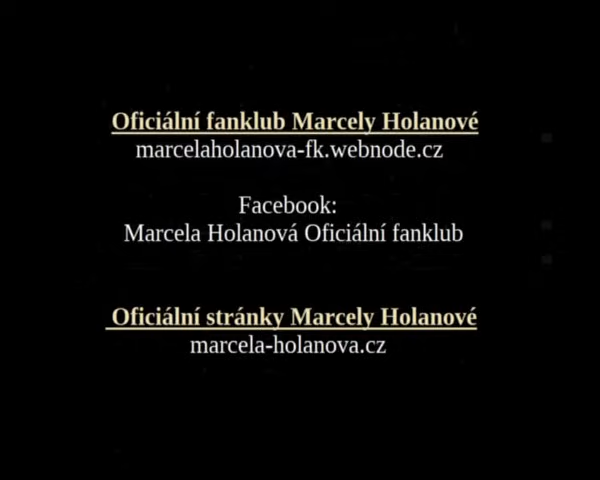 Oficiální fanklub Marcely Holanové
marcelaholanova-fk.webnode.cz
Facebook:
Marcela Holanová Oficiální fanklub
Oficiální stránky Marcely Holanové
marcela-holanova.cz